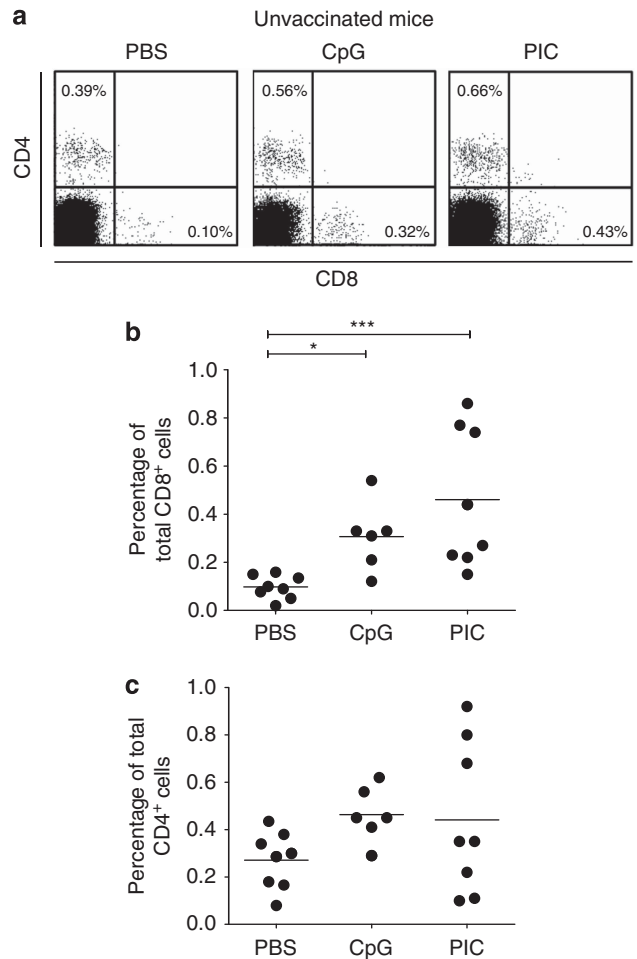 a
Unvaccinated mice
PBS CpG PIC
CD4
0.39% 0.56% 0.66%
0.10% 0.32% 0.43%
CD8
b
***
*
Percentage of
total CD8+ cells
1.0
0.8
0.6
0.4
0.2
0.0
PBS CpG PIC
c
Percentage of total
CD4+ cells
1.0
0.8
0.6
0.4
0.2
0.0
PBS CpG PIC